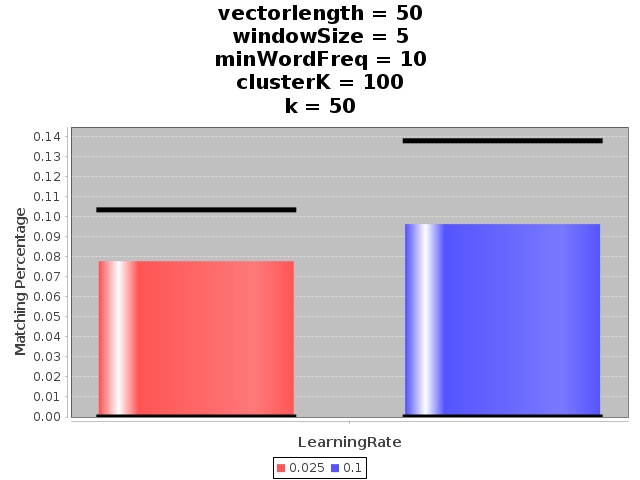 vectorlength = 50
windowSize = 5
minWordFreq = 10
clusterK = 100
k = 50
0.14
0.13
0.12
0.11
0.10
0.09
0.08
0.07
0.06
0.05
0.04
0.03
0.02
0.01
0.00
Matching Percentage
LearningRate
0.025 0.1